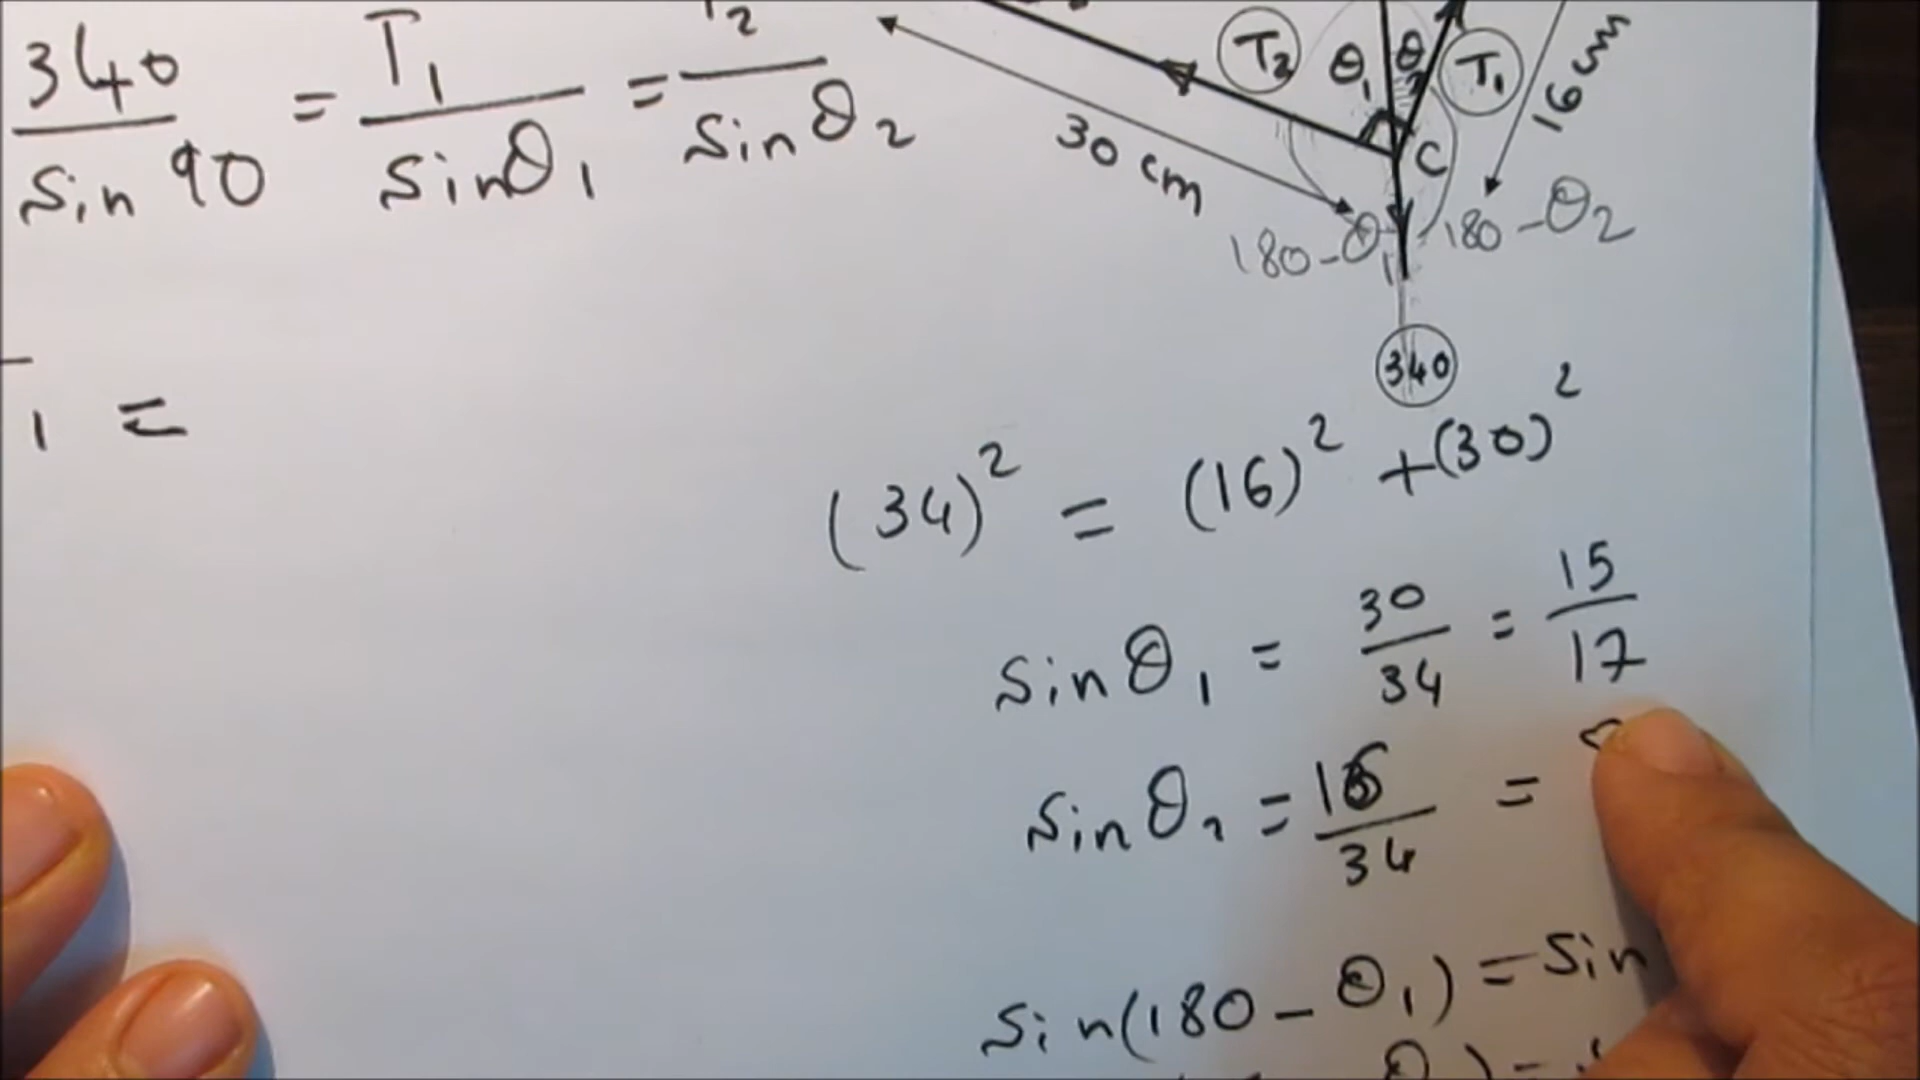 340/sin 90 = T₁/sinθ₁ = T₂/sinθ₂
T₂ θ₁ θ₂ T₁
30 cm C 16
180-θ₁ 180-θ₂
340
₁ =
(34)² = (16)² + (30)²
sinθ₁ = 30/34 = 15/17
sinθ₂ = 16/34 =
sin(180-θ₁) = sin